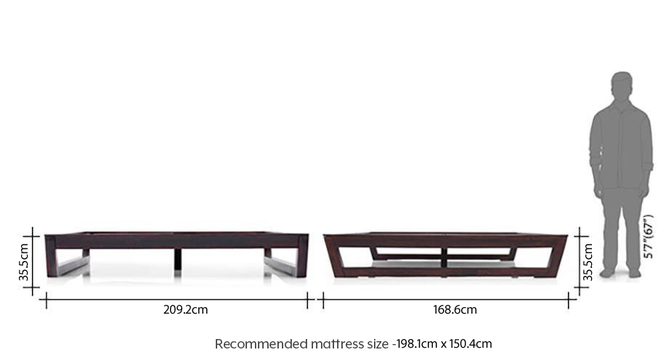 35.5cm
209.2cm
168.6cm
35.5cm
5'7"(67")
Recommended mattress size -198.1cm x 150.4cm